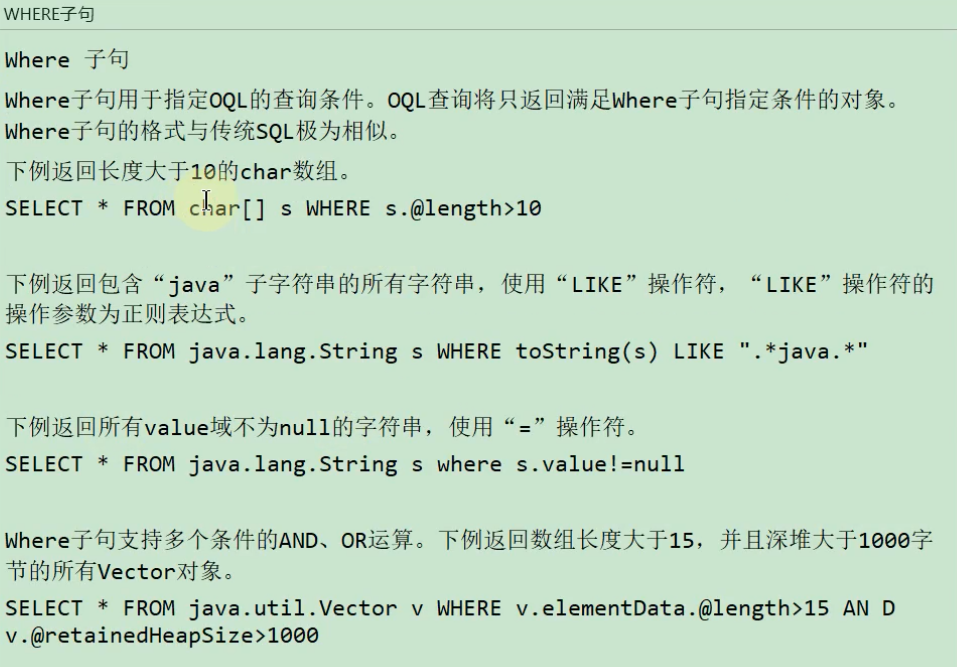 WHERE子句
Where 子句
Where子句用于指定OQL的查询条件。OQL查询将只返回满足Where子句指定条件的对象。
Where子句的格式与传统SQL极为相似。
下例返回长度大于10的char数组。
SELECT * FROM char[] s WHERE s.@length>10
下例返回包含“java”子字符串的所有字符串，使用“LIKE”操作符，“LIKE”操作符的
操作参数为正则表达式。
SELECT * FROM java.lang.String s WHERE toString(s) LIKE ".*java.*"
下例返回所有value域不为null的字符串，使用“=”操作符。
SELECT * FROM java.lang.String s where s.value!=null
Where子句支持多个条件的AND、OR运算。下例返回数组长度大于15，并且深堆大于1000字
节的所有Vector对象。
SELECT * FROM java.util.Vector v WHERE v.elementData.@length>15 AN D
v.@retainedHeapSize>1000